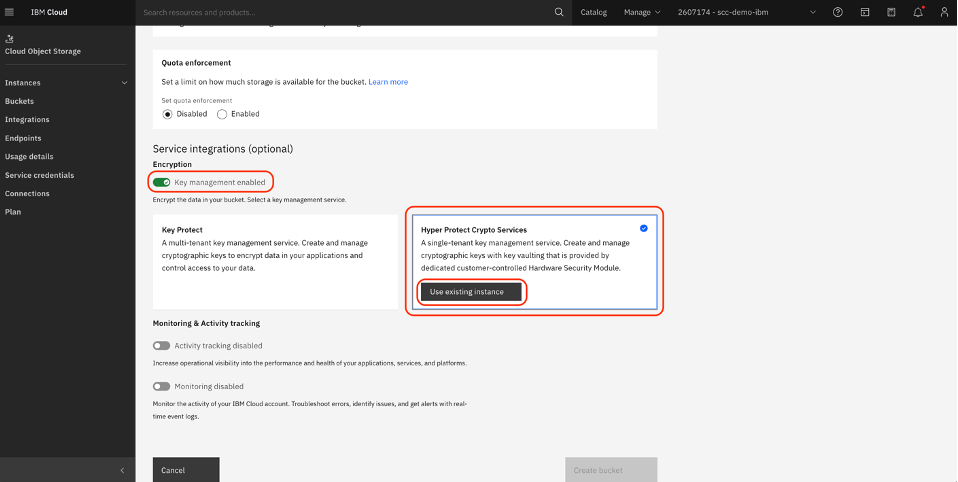 IBM Cloud
Search resources and products...
Catalog
Manage
2607174 - scc-demo-ibm
Cloud Object Storage
Instances
Buckets
Integrations
Endpoints
Usage details
Service credentials
Connections
Plan
Quota enforcement
Set a limit on how much storage is available for the bucket. Learn more
Set quota enforcement
Disabled
Enabled
Service integrations (optional)
Encryption
Key management enabled
Encrypt the data in your bucket. Select a key management service.
Key Protect
A multi-tenant key management service. Create and manage
cryptographic keys to encrypt data in your applications and
control access to your data.
Hyper Protect Crypto Services
A single-tenant key management service. Create and manage
cryptographic keys with key vaulting that is provided by
dedicated customer-controlled Hardware Security Module.
Use existing instance
Monitoring & Activity tracking
Activity tracking disabled
Increase operational visibility into the performance and health of your applications, services, and platforms.
Monitoring disabled
Monitor the activity of your IBM Cloud account. Troubleshoot errors, identify issues, and get alerts with real-
time event logs.
Cancel
Create bucket